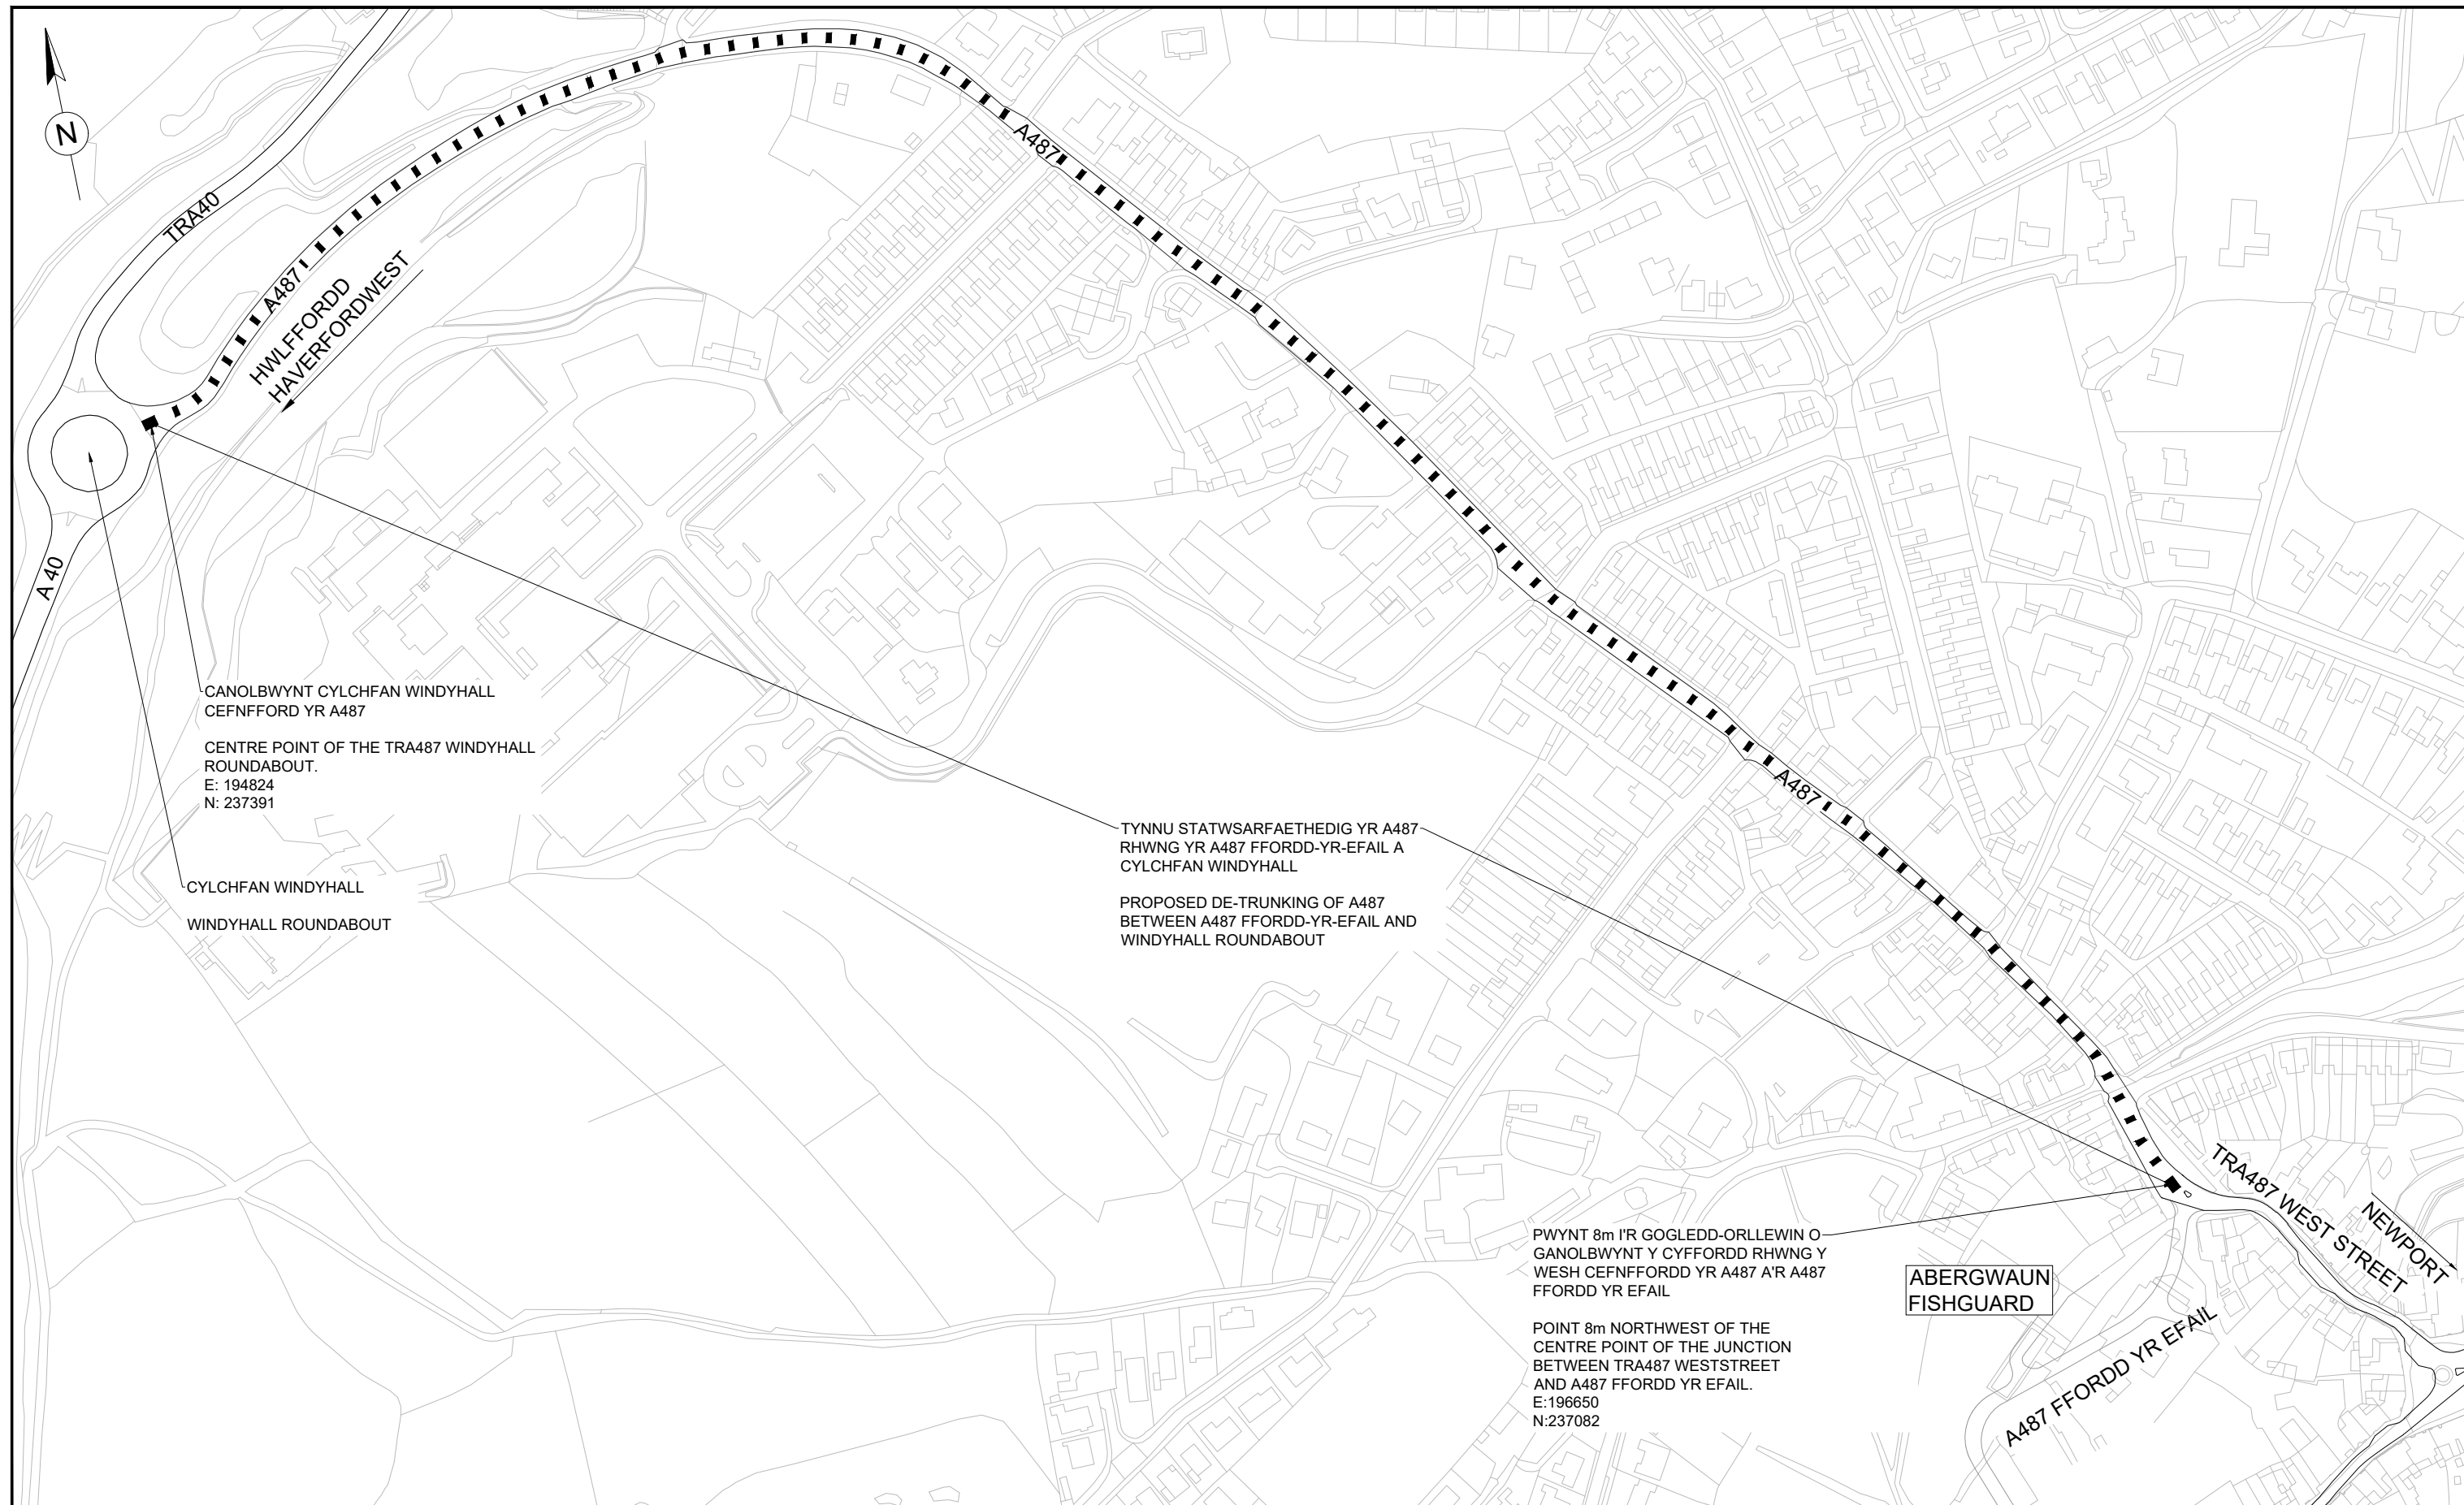 N
TRA40
A487
HWLFFORDD
HAVERFORDWEST
A 40
A487
CANOLBWYNT CYLCHFAN WINDYHALL
CEFNFFORD YR A487
CENTRE POINT OF THE TRA487 WINDYHALL
ROUNDABOUT.
E: 194824
N: 237391
CYLCHFAN WINDYHALL
WINDYHALL ROUNDABOUT
TYNNU STATWSARFAETHEDIG YR A487
RHWNG YR A487 FFORDD-YR-EFAIL A
CYLCHFAN WINDYHALL
PROPOSED DE-TRUNKING OF A487
BETWEEN A487 FFORDD-YR-EFAIL AND
WINDYHALL ROUNDABOUT
A487
PWYNT 8m I'R GOGLEDD-ORLLEWIN O
GANOLBWYNT Y CYFFORDD RHWNG Y
WESH CEFNFFORDD YR A487 A'R A487
FFORDD YR EFAIL
POINT 8m NORTHWEST OF THE
CENTRE POINT OF THE JUNCTION
BETWEEN TRA487 WESTSTREET
AND A487 FFORDD YR EFAIL.
E:196650
N:237082
ABERGWAUN
FISHGUARD
TRA487 WEST STREET
NEWPORT
A487 FFORDD YR EFAIL